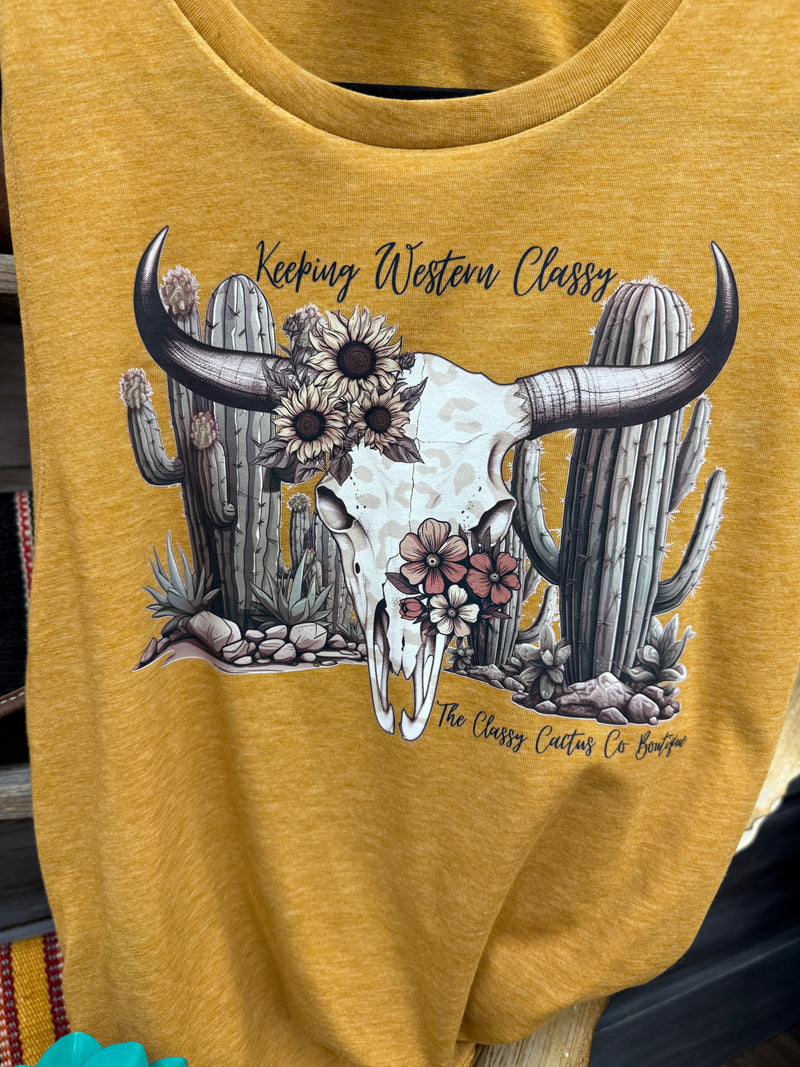 Keeping Western Classy
The Classy Cactus Co Boutique